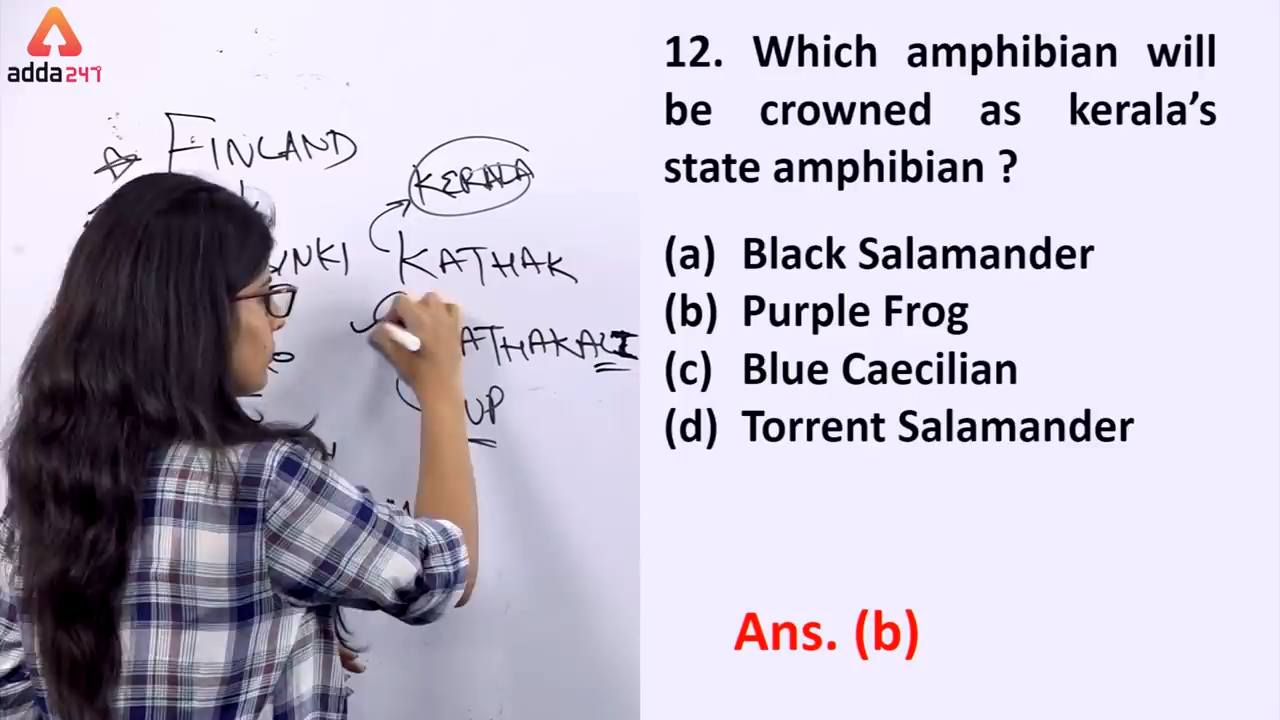 adda247
FINLAND
KERALA
KATHAK
ATHAKALI
UP
12. Which amphibian will
be crowned as kerala's
state amphibian ?
(a) Black Salamander
(b) Purple Frog
(c) Blue Caecilian
(d) Torrent Salamander
Ans. (b)